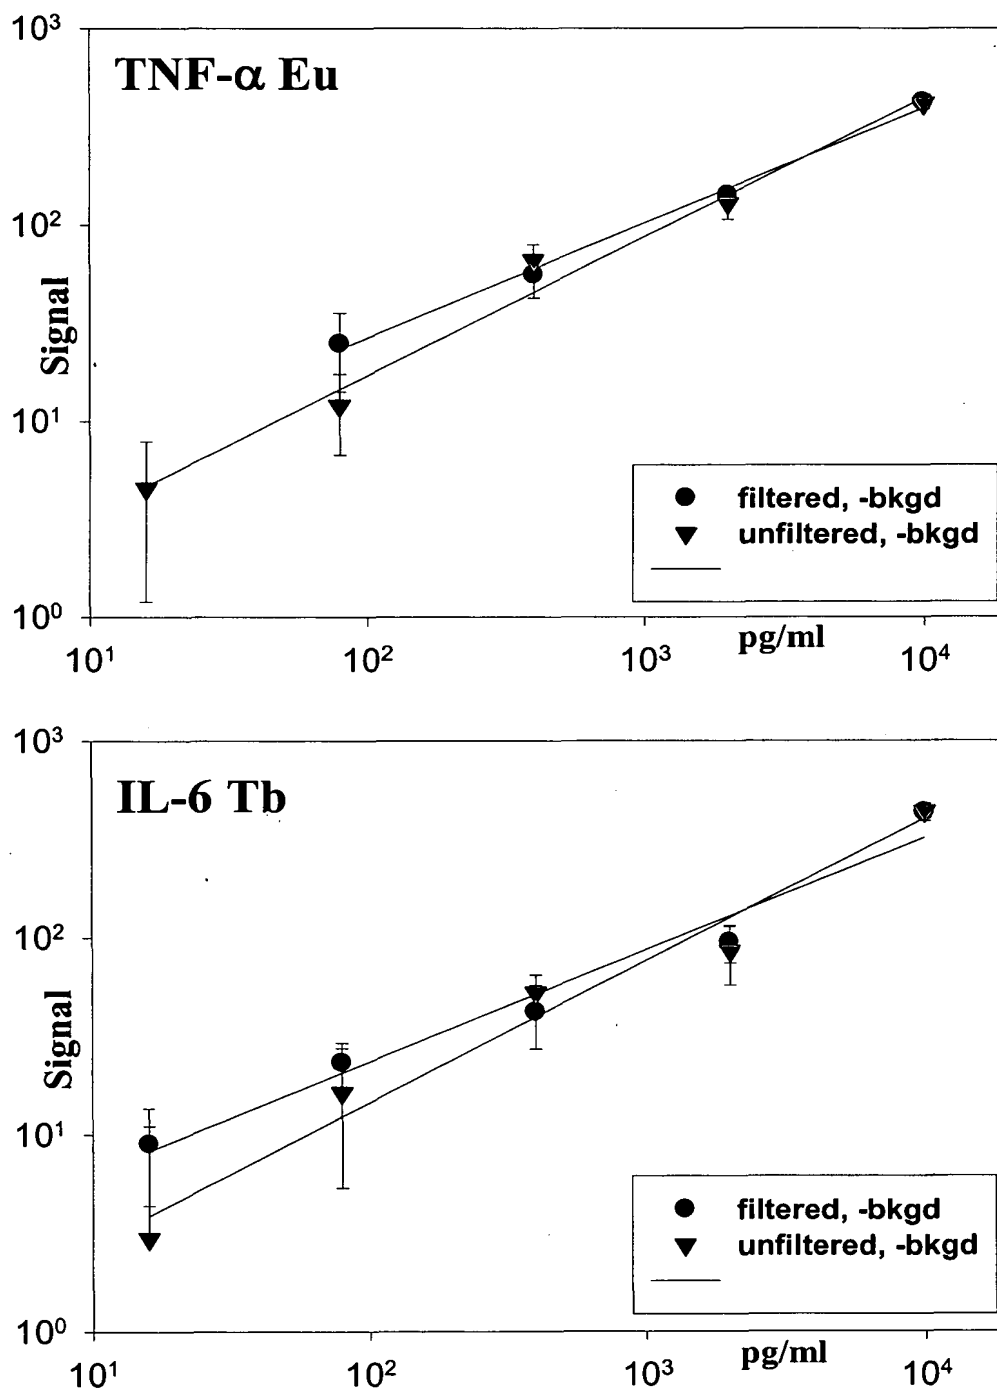 10³
TNF-α Eu
10²
Signal
10¹
filtered, -bkgd
unfiltered, -bkgd
10⁰
10¹
10²
10³
pg/ml
10⁴
10³
IL-6 Tb
10²
Signal
10¹
filtered, -bkgd
unfiltered, -bkgd
10⁰
10¹
10²
10³
pg/ml
10⁴